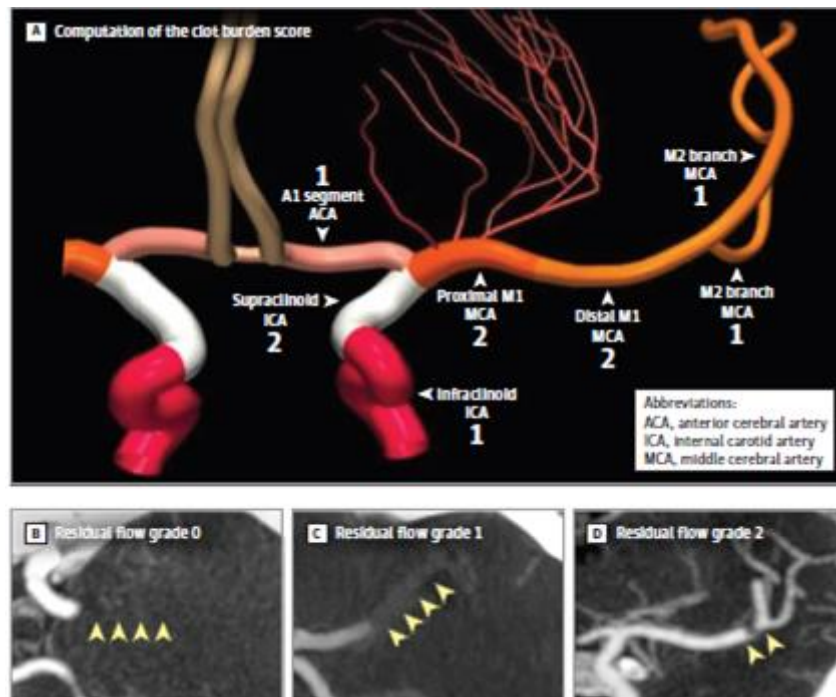 A Computation of the clot burden score
M2 branch
MCA
1
1
A1 segment
ACA
Supraclinoid
ICA
2
Proximal M1
MCA
2
Distal M1
MCA
2
M2 branch
MCA
1
Infraclinoid
ICA
1
Abbreviations:
ACA, anterior cerebral artery
ICA, internal carotid artery
MCA, middle cerebral artery
B Residual flow grade 0
C Residual flow grade 1
D Residual flow grade 2